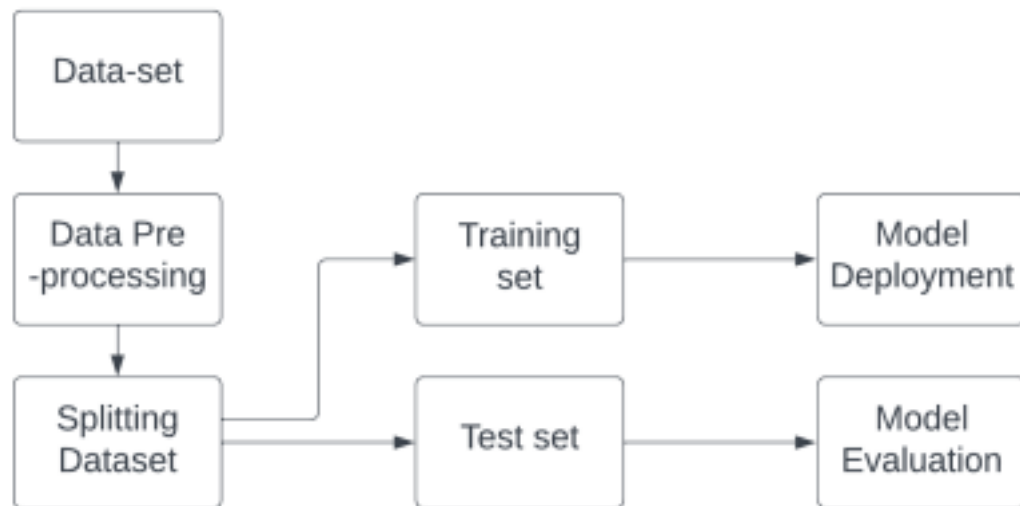 Data-set
Data Pre
-processing
Training
set
Model
Deployment
Splitting
Dataset
Test set
Model
Evaluation